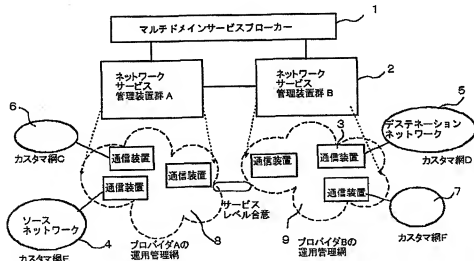 マルチドメインサービスブローカー
1
ネットワーク
サービス
管理装置群A
ネットワーク
サービス
管理装置群B
2
6
カスタマ網C
通信装置
通信装置
通信装置
通信装置
3
通信装置
通信装置
5
デスティネーション
ネットワーク
カスタマ網D
サービス
レベル合意
ソース
ネットワーク
4
カスタマ網E
プロバイダAの
運用管理網
8
9
プロバイダBの
運用管理網
7
カスタマ網F